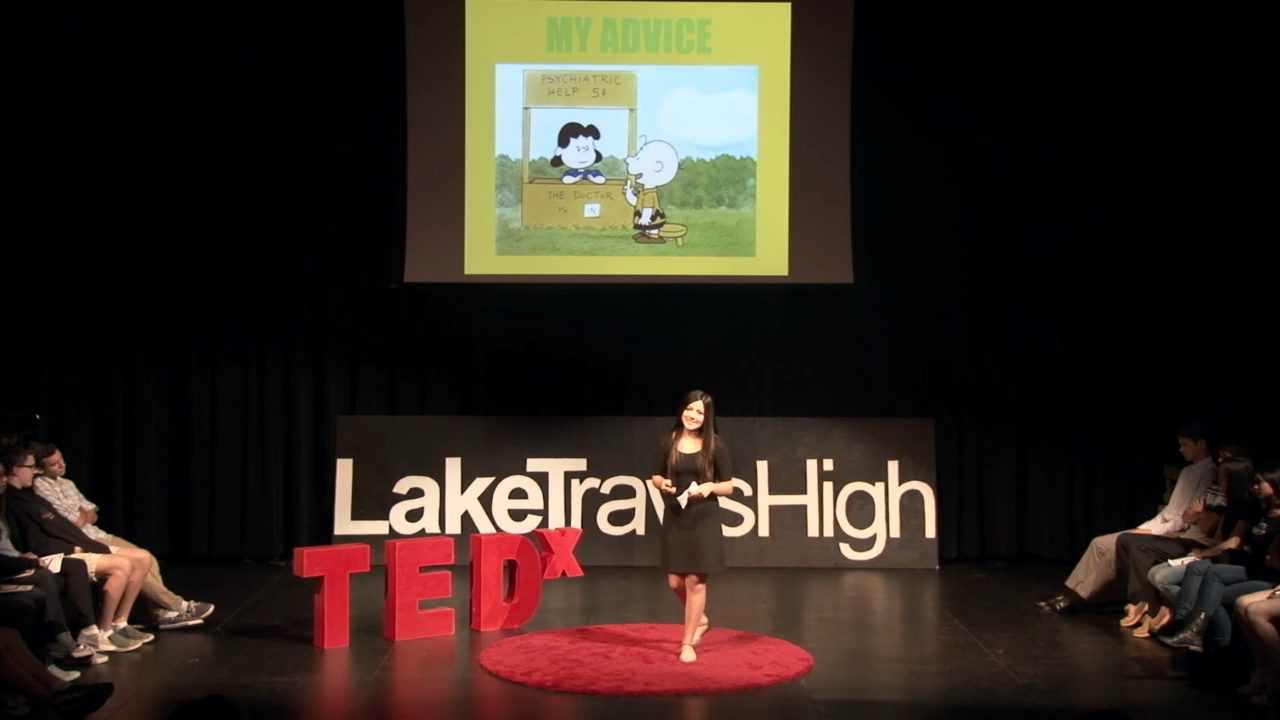 MY ADVICE
PSYCHIATRIC
HELP 5¢
THE DOCTOR
IS IN
LakeTravisHigh
TEDx